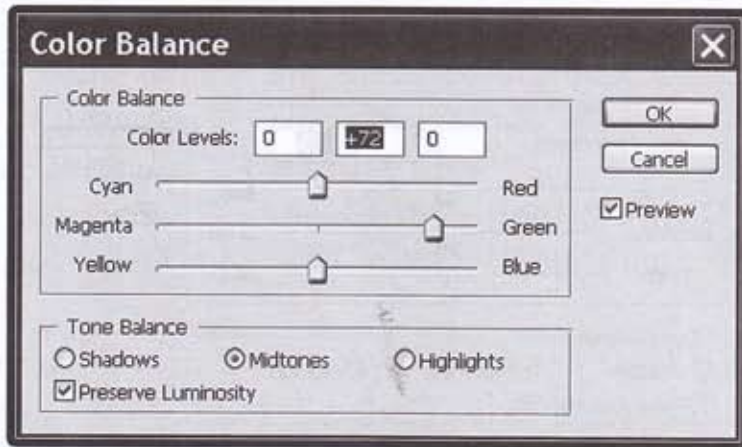 Color Balance
Color Balance
Color Levels: 0 +72 0
OK
Cancel
Cyan Red
Preview
Magenta Green
Yellow Blue
Tone Balance
Shadows Midtones Highlights
Preserve Luminosity